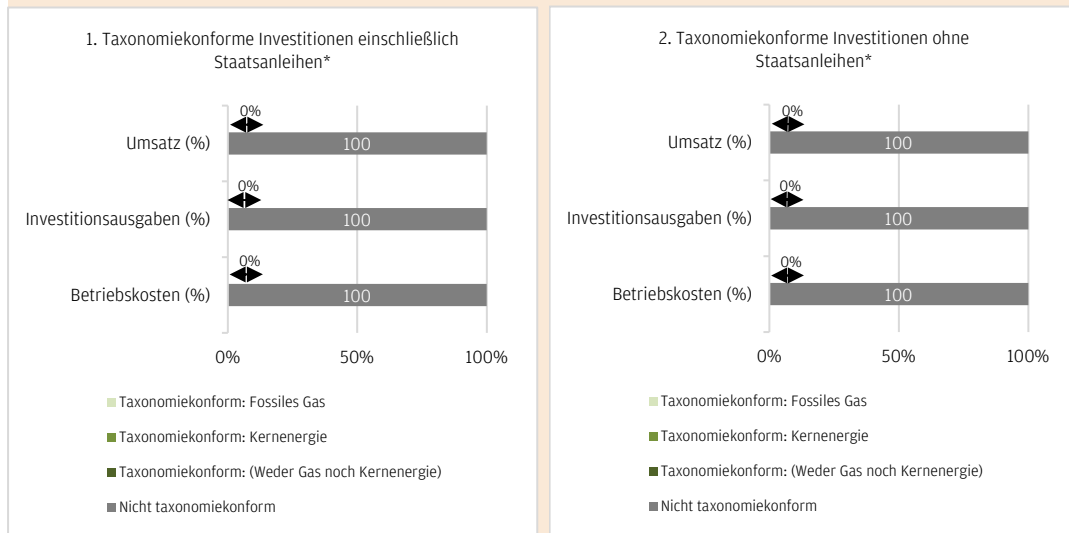 1. Taxonomiekonforme Investitionen einschließlich
Staatsanleihen*
0%
Umsatz (%)
100
0%
Investitionsausgaben (%)
100
0%
Betriebskosten (%)
100
0%
50%
100%
Taxonomiekonform: Fossiles Gas
Taxonomiekonform: Kernenergie
Taxonomiekonform: (Weder Gas noch Kernenergie)
Nicht taxonomiekonform
2. Taxonomiekonforme Investitionen ohne
Staatsanleihen*
0%
Umsatz (%)
100
0%
Investitionsausgaben (%)
100
0%
Betriebskosten (%)
100
0%
50%
100%
Taxonomiekonform: Fossiles Gas
Taxonomiekonform: Kernenergie
Taxonomiekonform: (Weder Gas noch Kernenergie)
Nicht taxonomiekonform